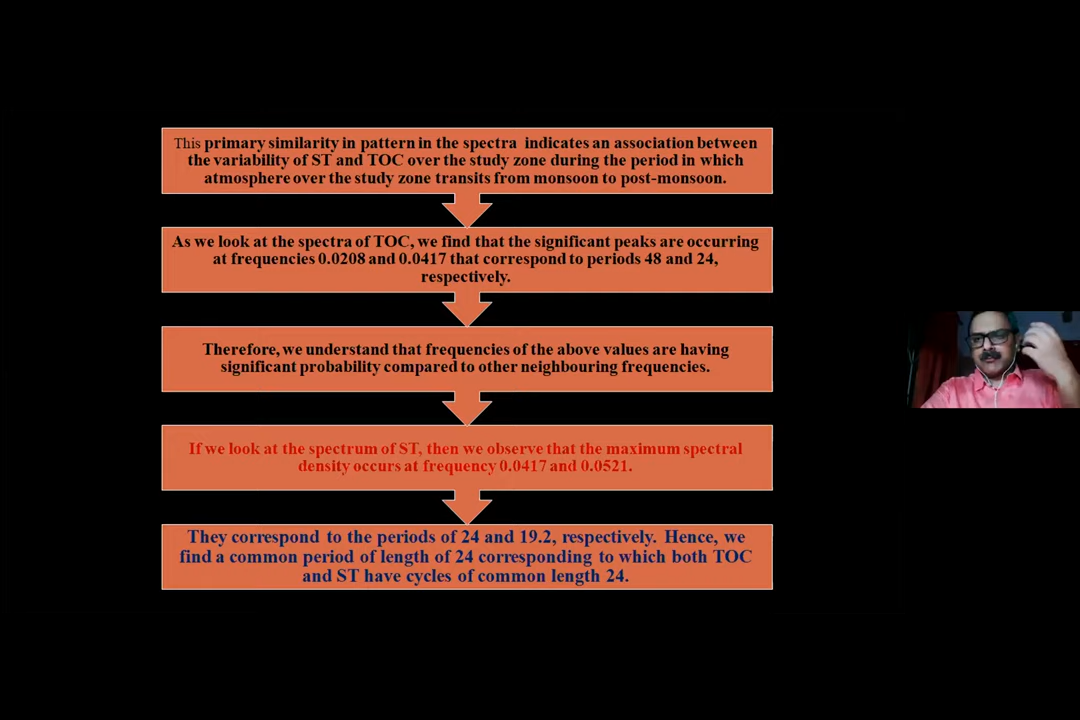 This primary similarity in pattern in the spectra indicates an association between
the variability of ST and TOC over the study zone during the period in which
atmosphere over the study zone transits from monsoon to post-monsoon.
As we look at the spectra of TOC, we find that the significant peaks are occurring
at frequencies 0.0208 and 0.0417 that correspond to periods 48 and 24,
respectively.
Therefore, we understand that frequencies of the above values are having
significant probability compared to other neighbouring frequencies.
If we look at the spectrum of ST, then we observe that the maximum spectral
density occurs at frequency 0.0417 and 0.0521.
They correspond to the periods of 24 and 19.2, respectively. Hence, we
find a common period of length of 24 corresponding to which both TOC
and ST have cycles of common length 24.